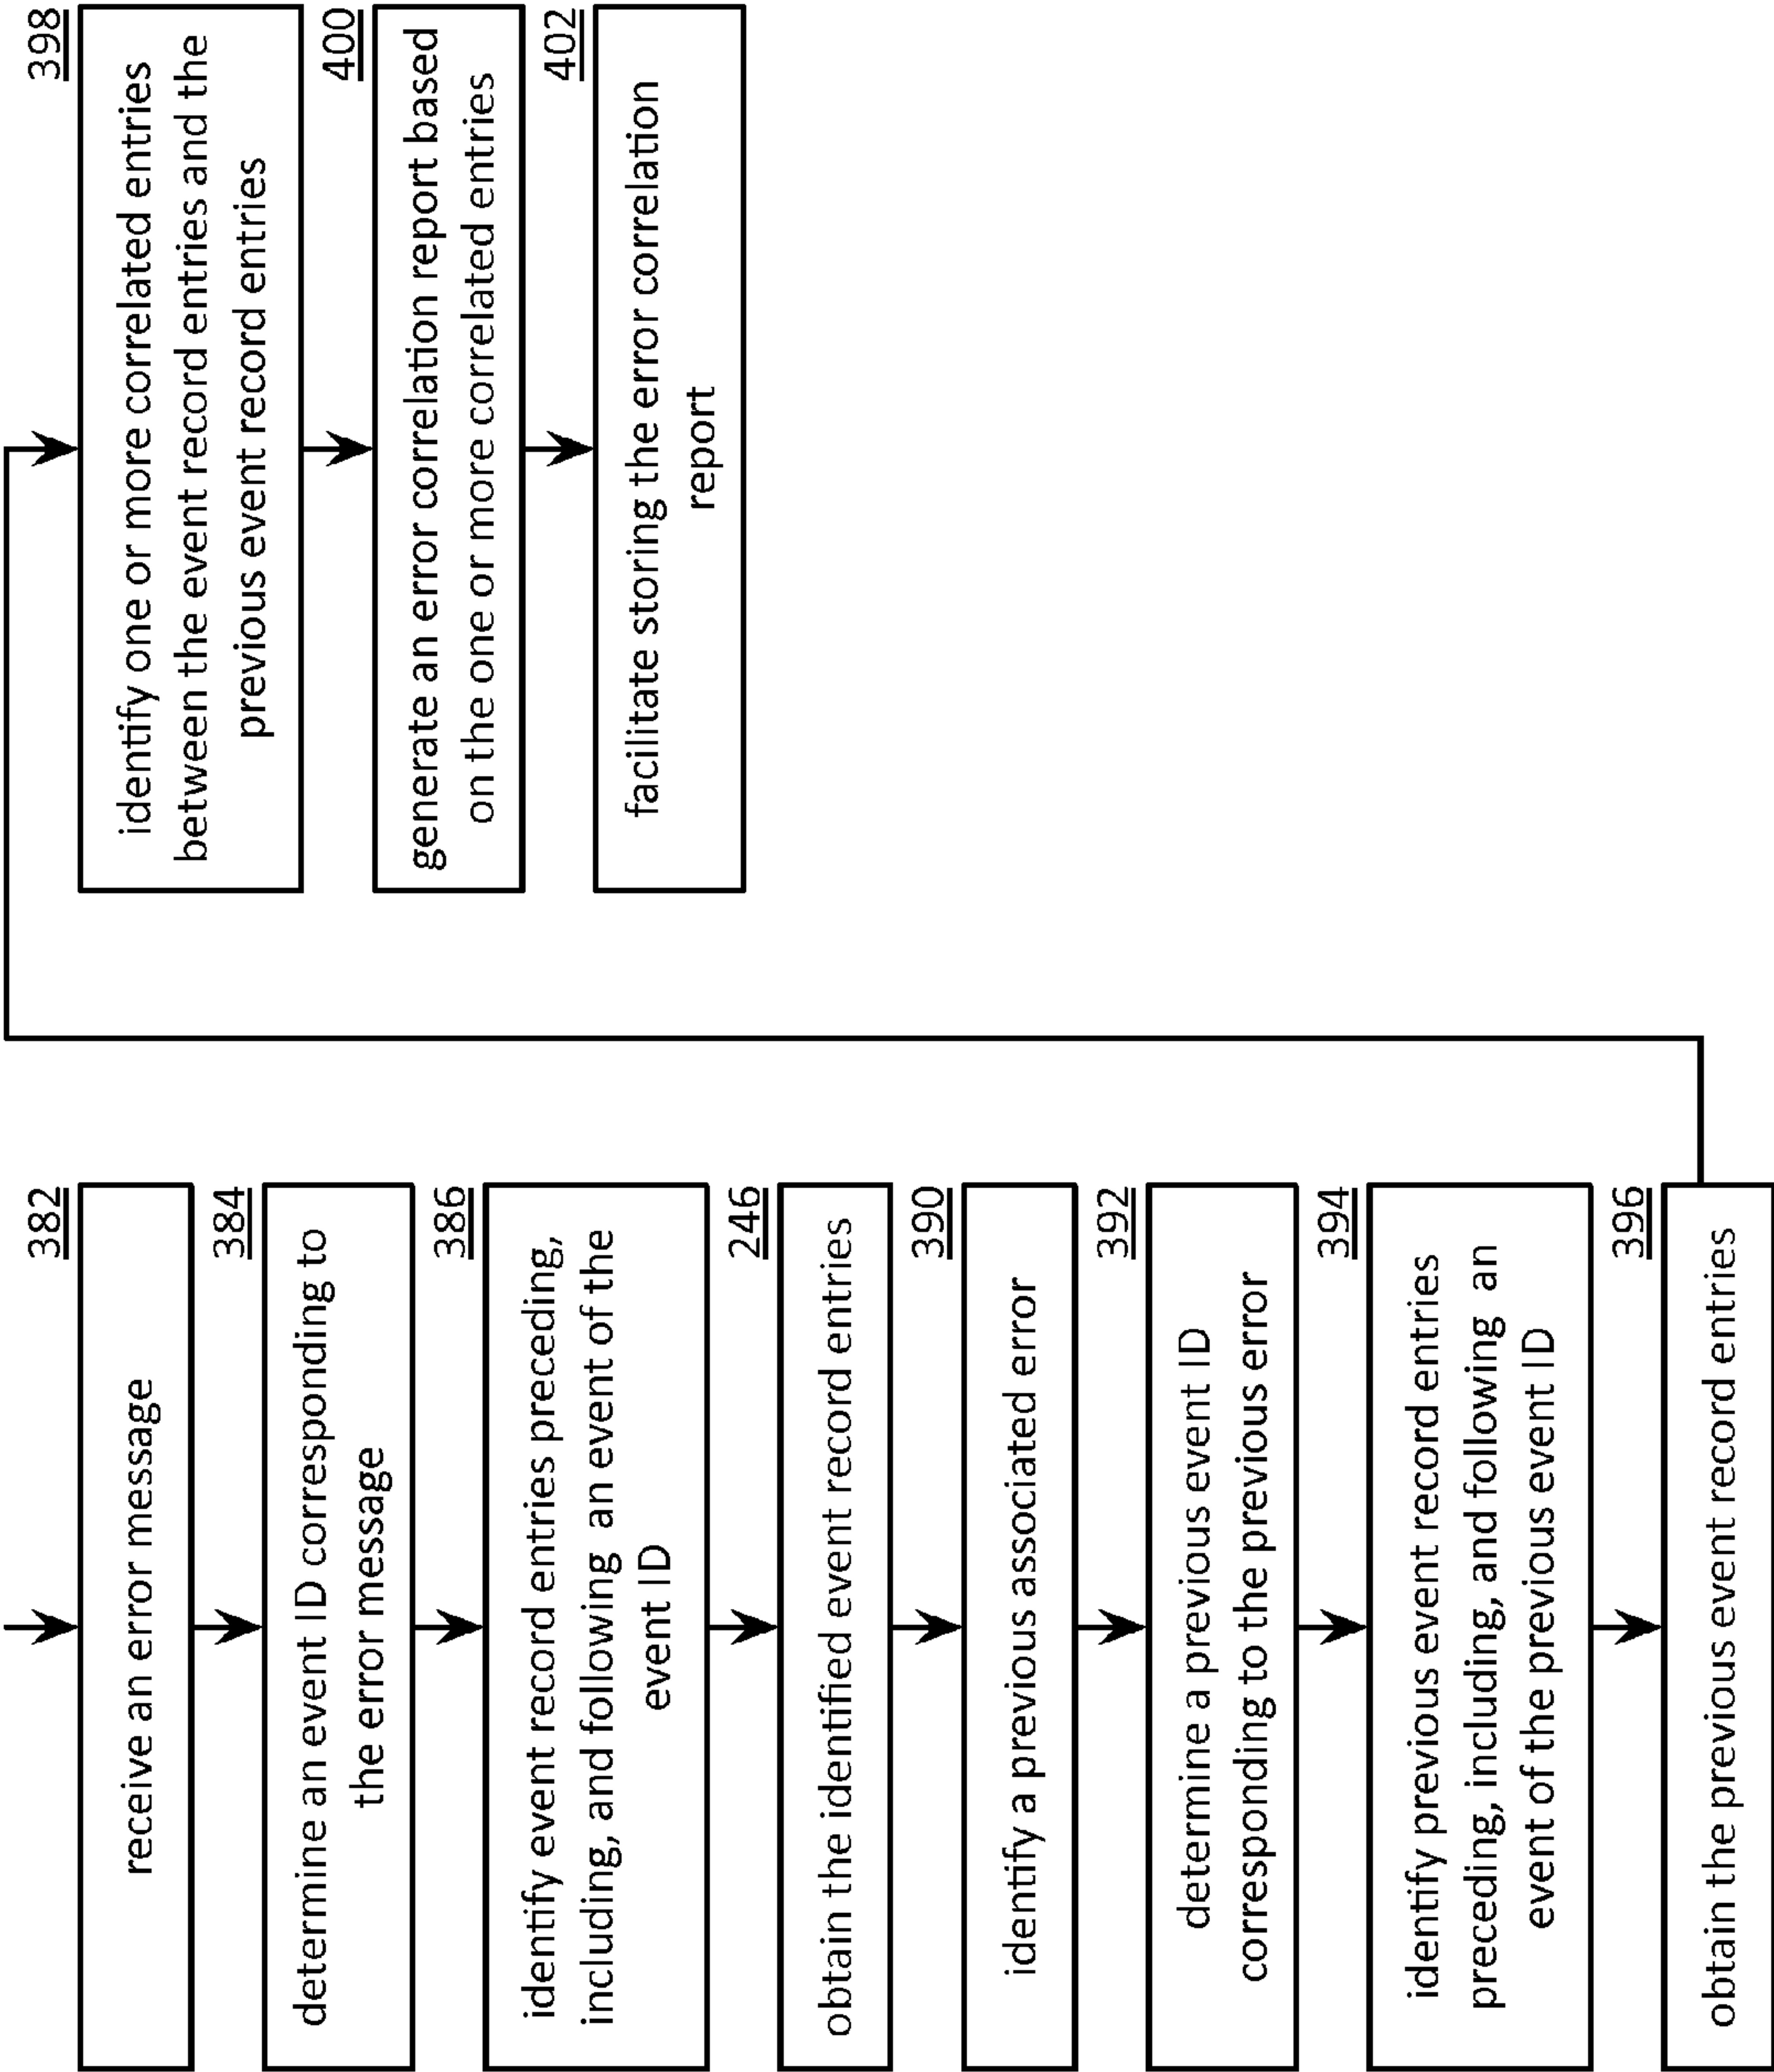 382
receive an error message
384
determine an event ID corresponding to
the error message
386
identify event record entries preceding,
including, and following an event of the
event ID
246
obtain the identified event record entries
390
identify a previous associated error
392
determine a previous event ID
corresponding to the previous error
394
identify previous event record entries
preceding, including, and following an
event of the previous event ID
396
obtain the previous event record entries
398
identify one or more correlated entries
between the event record entries and the
previous event record entries
400
generate an error correlation report based
on the one or more correlated entries
402
facilitate storing the error correlation
report